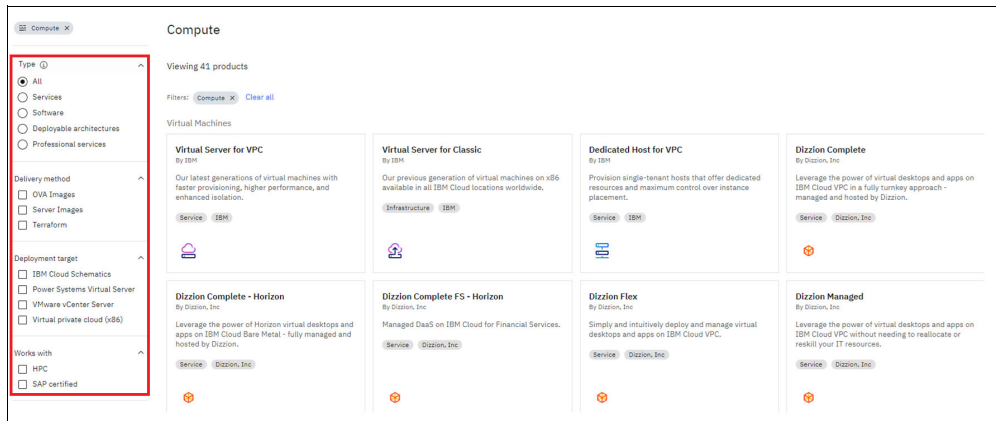 Compute ×
Type
All
Services
Software
Deployable architectures
Professional services
Delivery method
OVA Images
Server Images
Terraform
Deployment target
IBM Cloud Schematics
Power Systems Virtual Server
VMware vCenter Server
Virtual private cloud (x86)
Works with
HPC
SAP certified
Compute
Viewing 41 products
Filters: Compute × Clear all
Virtual Machines
Virtual Server for VPC
By IBM
Our latest generations of virtual machines with
faster provisioning, higher performance, and
enhanced isolation.
Service IBM
Virtual Server for Classic
By IBM
Our previous generation of virtual machines on x86
available in all IBM Cloud locations worldwide.
Infrastructure IBM
Dedicated Host for VPC
By IBM
Provision single-tenant hosts that offer dedicated
resources and maximum control over instance
placement.
Service IBM
Dizzion Complete
By Dizzion, Inc
Leverage the power of virtual desktops and apps on
IBM Cloud VPC in a fully turnkey approach -
managed and hosted by Dizzion.
Service Dizzion, Inc
Dizzion Complete - Horizon
By Dizzion, Inc
Leverage the power of Horizon virtual desktops and
apps on IBM Cloud Bare Metal - fully managed and
hosted by Dizzion.
Service Dizzion, Inc
Dizzion Complete FS - Horizon
By Dizzion, Inc
Managed DaaS on IBM Cloud for Financial Services.
Service Dizzion, Inc
Dizzion Flex
By Dizzion, Inc
Simply and intuitively deploy and manage virtual
desktops and apps on IBM Cloud VPC.
Service Dizzion, Inc
Dizzion Managed
By Dizzion, Inc
Leverage the power of virtual desktops and apps on
IBM Cloud VPC without needing to reallocate or
reskill your IT resources.
Service Dizzion, Inc